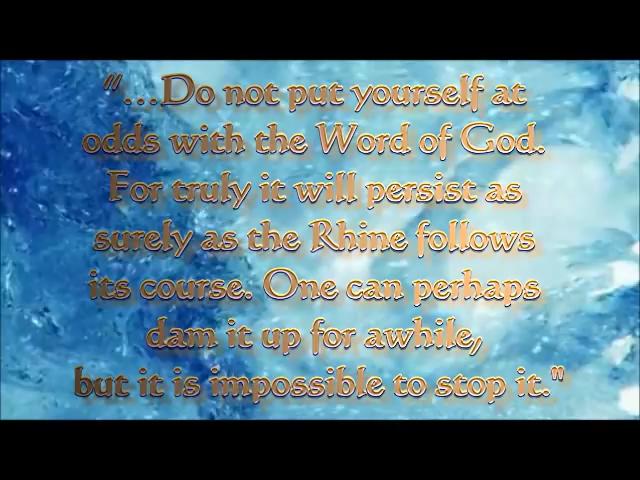 "...Do not put yourself at
odds with the Word of God.
For truly it will persist as
surely as the Rhine follows
its course. One can perhaps
dam it up for awhile,
but it is impossible to stop it."